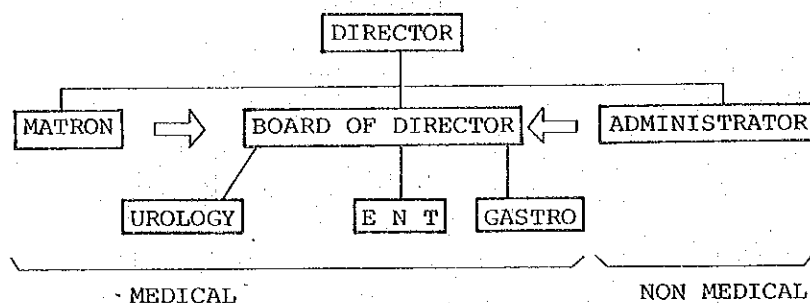 DIRECTOR
MATRON BOARD OF DIRECTOR ADMINISTRATOR
UROLOGY E N T GASTRO
MEDICAL NON MEDICAL